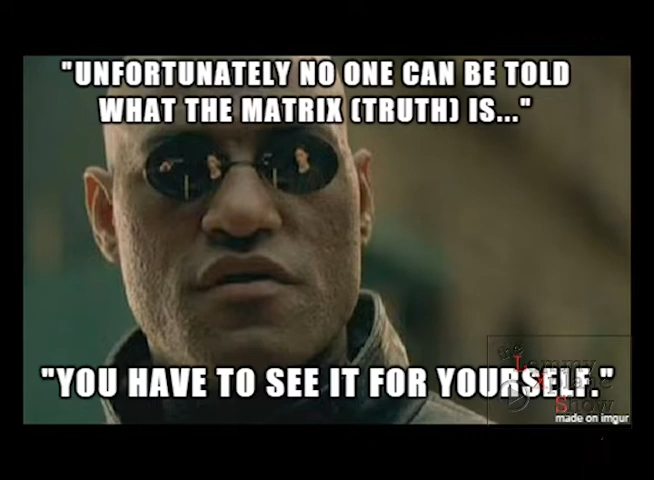 "UNFORTUNATELY NO ONE CAN BE TOLD
WHAT THE MATRIX (TRUTH) IS..."
"YOU HAVE TO SEE IT FOR YOURSELF."
Show
made on imgur